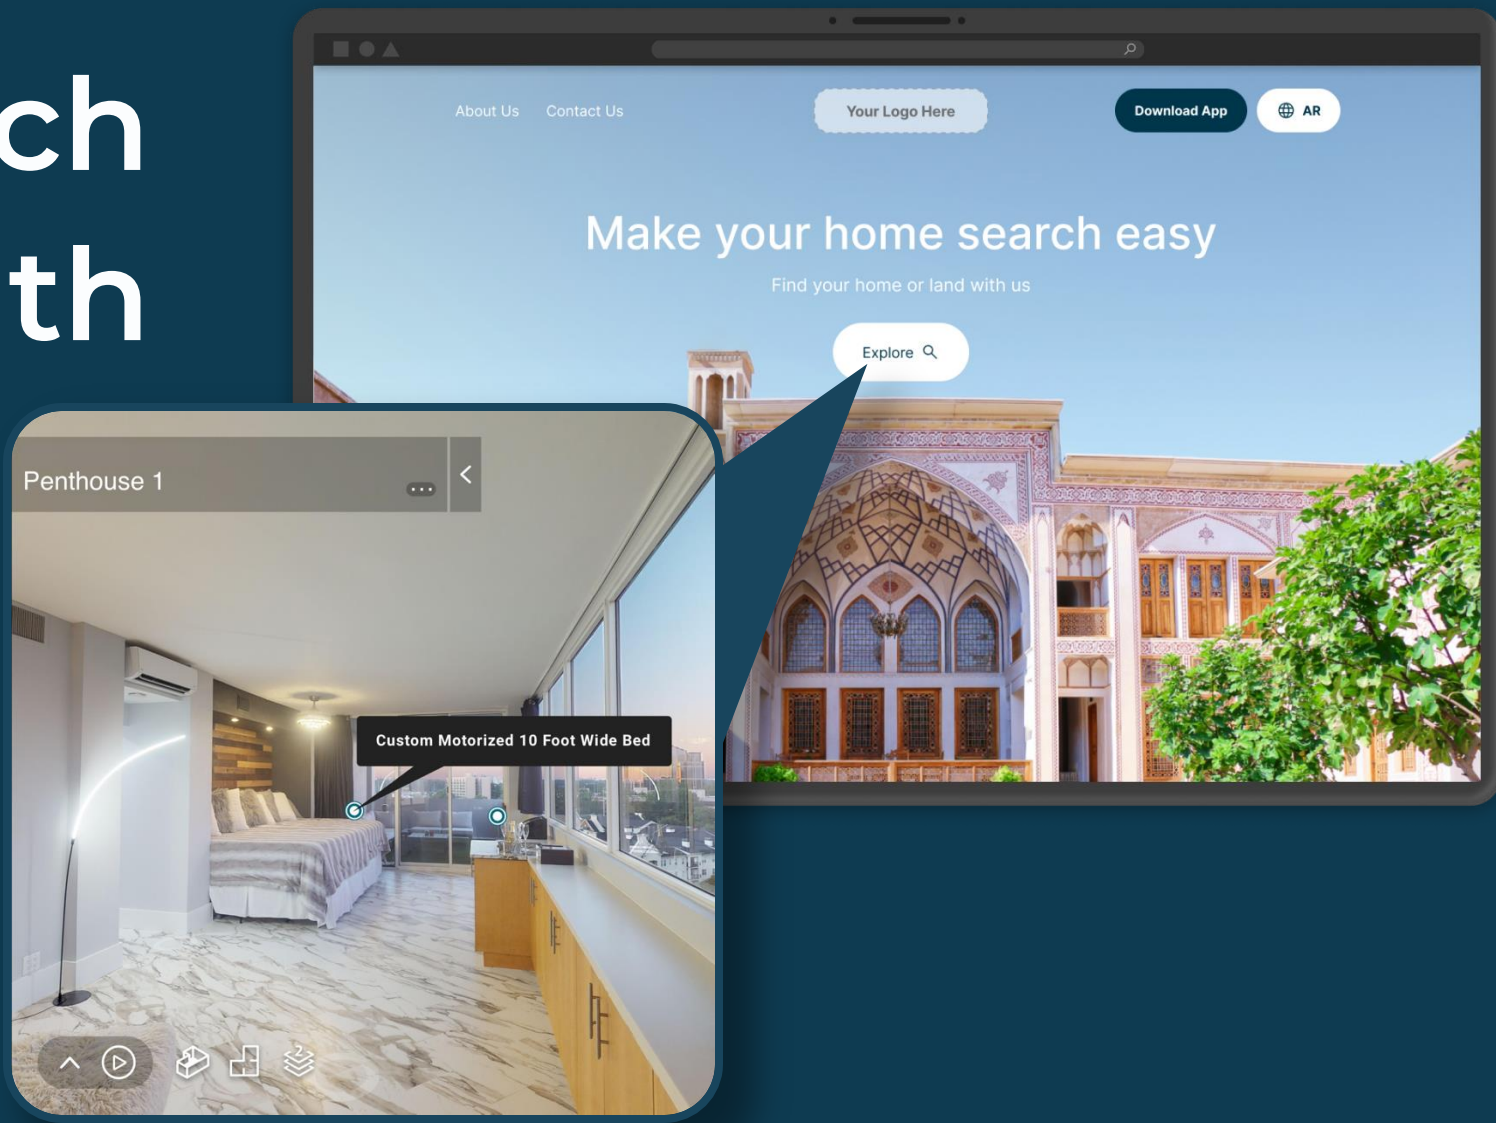 ch
th
About Us Contact Us Your Logo Here Download App AR
Make your home search easy
Find your home or land with us
Explore
Penthouse 1
Custom Motorized 10 Foot Wide Bed
2